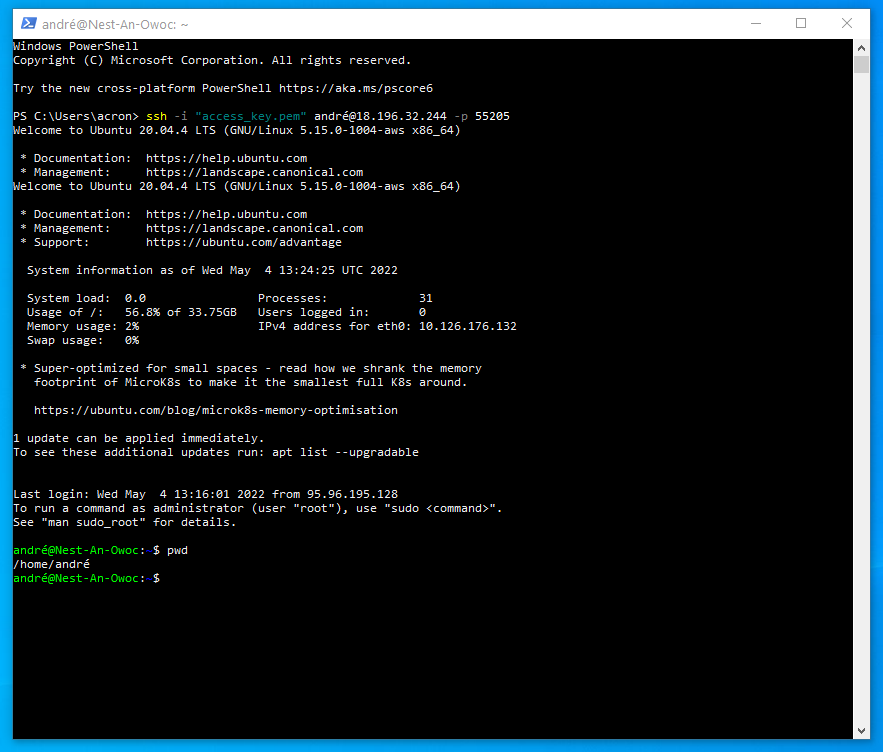 andré@Nest-An-Owoc: ~
Windows PowerShell
Copyright (C) Microsoft Corporation. All rights reserved.
Try the new cross-platform PowerShell https://aka.ms/pscore6
PS C:\Users\acron> ssh -i "access_key.pem" andré@18.196.32.244 -p 55205
Welcome to Ubuntu 20.04.4 LTS (GNU/Linux 5.15.0-1004-aws x86_64)
* Documentation:  https://help.ubuntu.com
* Management:     https://landscape.canonical.com
Welcome to Ubuntu 20.04.4 LTS (GNU/Linux 5.15.0-1004-aws x86_64)
* Documentation:  https://help.ubuntu.com
* Management:     https://landscape.canonical.com
* Support:        https://ubuntu.com/advantage
System information as of Wed May  4 13:24:25 UTC 2022
System load:  0.0                Processes:             31
Usage of /:   56.8% of 33.75GB   Users logged in:       0
Memory usage: 2%                 IPv4 address for eth0: 10.126.176.132
Swap usage:   0%
* Super-optimized for small spaces - read how we shrank the memory
footprint of MicroK8s to make it the smallest full K8s around.
https://ubuntu.com/blog/microk8s-memory-optimisation
1 update can be applied immediately.
To see these additional updates run: apt list --upgradable
Last login: Wed May  4 13:16:01 2022 from 95.96.195.128
To run a command as administrator (user "root"), use "sudo <command>".
See "man sudo_root" for details.
andré@Nest-An-Owoc:~$ pwd
/home/andré
andré@Nest-An-Owoc:~$